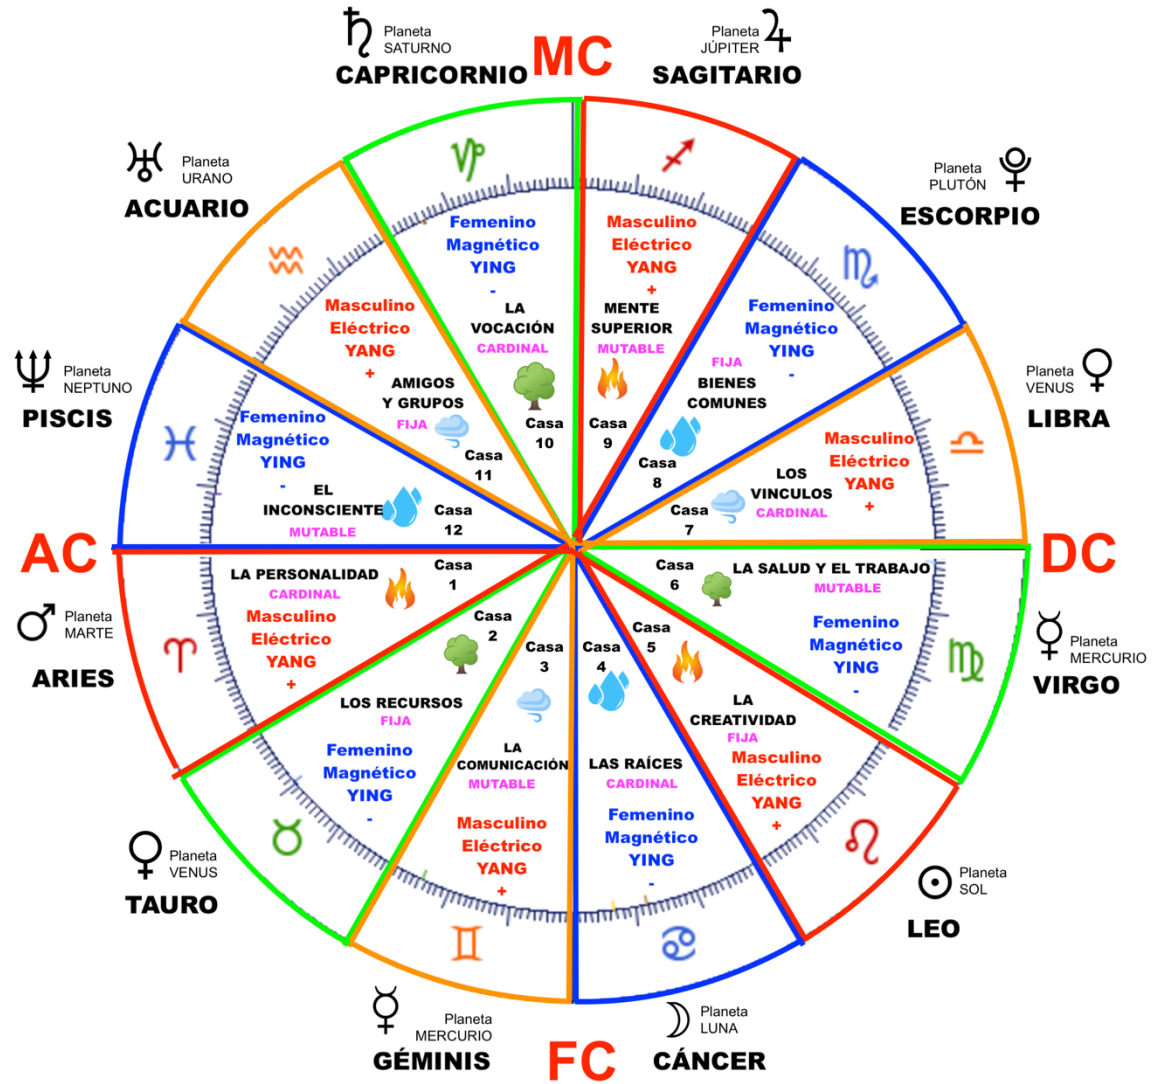 Planeta
SATURNO
CAPRICORNIO
MC
Planeta
JÚPITER
SAGITARIO
Planeta
URANO
ACUARIO
Planeta
PLUTÓN
ESCORPIO
Planeta
NEPTUNO
PISCIS
Planeta
VENUS
LIBRA
AC
DC
Planeta
MARTE
ARIES
Planeta
MERCURIO
VIRGO
Planeta
VENUS
TAURO
Planeta
SOL
LEO
Planeta
MERCURIO
GÉMINIS
FC
Planeta
LUNA
CÁNCER
Femenino
Magnético
YING
-
LA
VOCACIÓN
CARDINAL
Casa
10
Masculino
Eléctrico
YANG
+
MENTE
SUPERIOR
MUTABLE
Casa
9
Femenino
Magnético
YING
-
FIJA
BIENES
COMUNES
Casa
8
Masculino
Eléctrico
YANG
+
LOS
VINCULOS
CARDINAL
Casa
7
Casa
6
LA SALUD Y EL TRABAJO
MUTABLE
Femenino
Magnético
YING
-
Casa
5
LA
CREATIVIDAD
FIJA
Masculino
Eléctrico
YANG
+
Casa
4
LAS RAÍCES
CARDINAL
Femenino
Magnético
YING
-
Casa
3
LA
COMUNICACIÓN
MUTABLE
Masculino
Eléctrico
YANG
+
Casa
2
LOS RECURSOS
FIJA
Femenino
Magnético
YING
-
Casa
1
LA PERSONALIDAD
CARDINAL
Masculino
Eléctrico
YANG
+
Femenino
Magnético
YING
-
EL
INCONSCIENTE
MUTABLE
Casa
12
Masculino
Eléctrico
YANG
+
AMIGOS
Y GRUPOS
FIJA
Casa
11